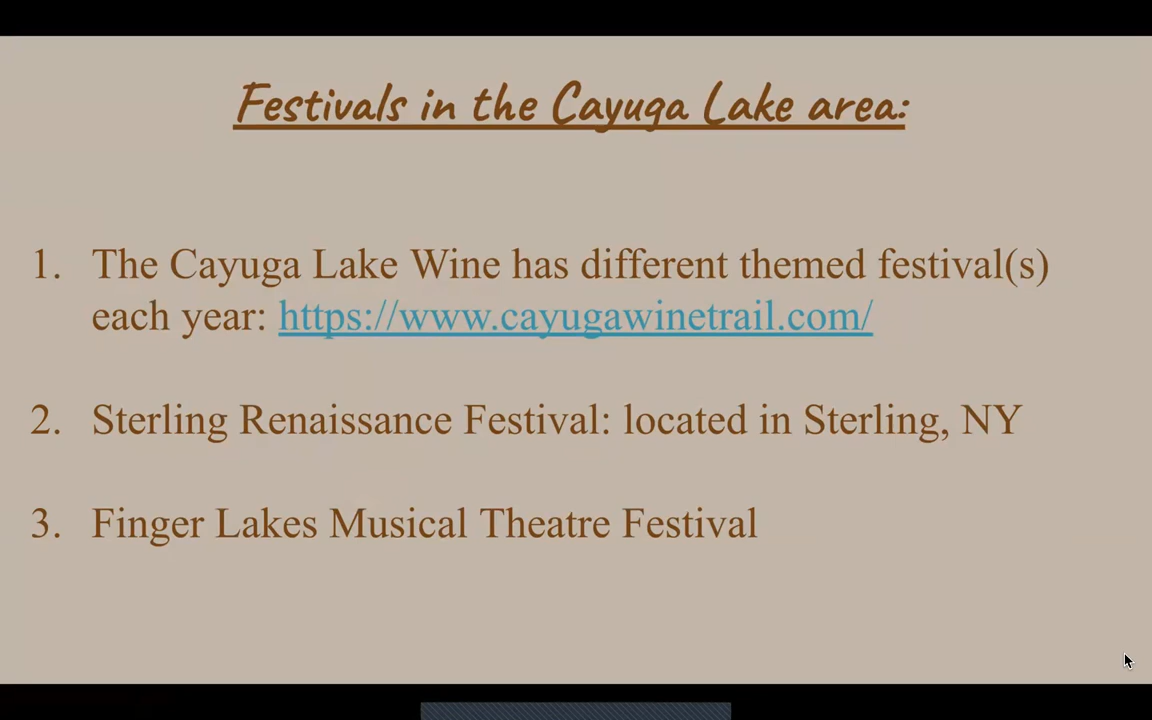 Festivals in the Cayuga Lake area:
1. The Cayuga Lake Wine has different themed festival(s)
each year: https://www.cayugawinetrail.com/
2. Sterling Renaissance Festival: located in Sterling, NY
3. Finger Lakes Musical Theatre Festival